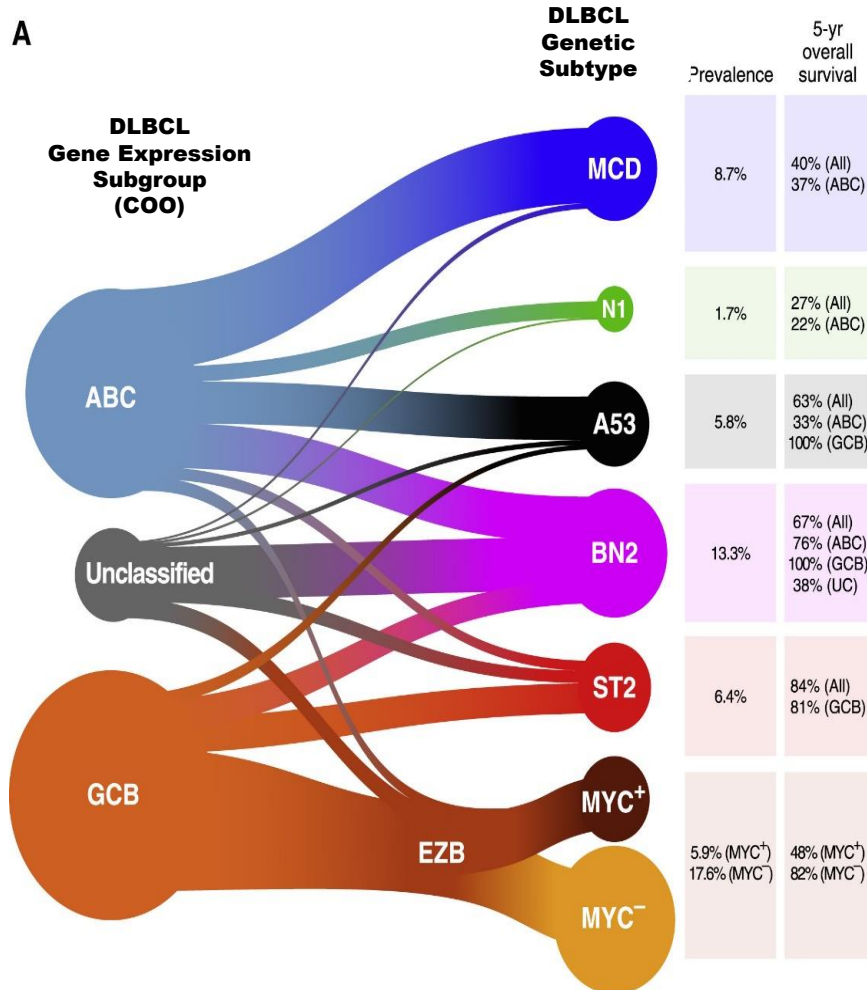 A
DLBCL
Gene Expression
Subgroup
(COO)
DLBCL
Genetic
Subtype
Prevalence
5-yr
overall
survival
MCD
8.7%
40% (All)
37% (ABC)
N1
1.7%
27% (All)
22% (ABC)
ABC
A53
5.8%
63% (All)
33% (ABC)
100% (GCB)
Unclassified
BN2
13.3%
67% (All)
76% (ABC)
100% (GCB)
38% (UC)
ST2
6.4%
84% (All)
81% (GCB)
GCB
EZB
MYC⁺
MYC⁻
5.9% (MYC⁺)
17.6% (MYC⁻)
48% (MYC⁺)
82% (MYC⁻)